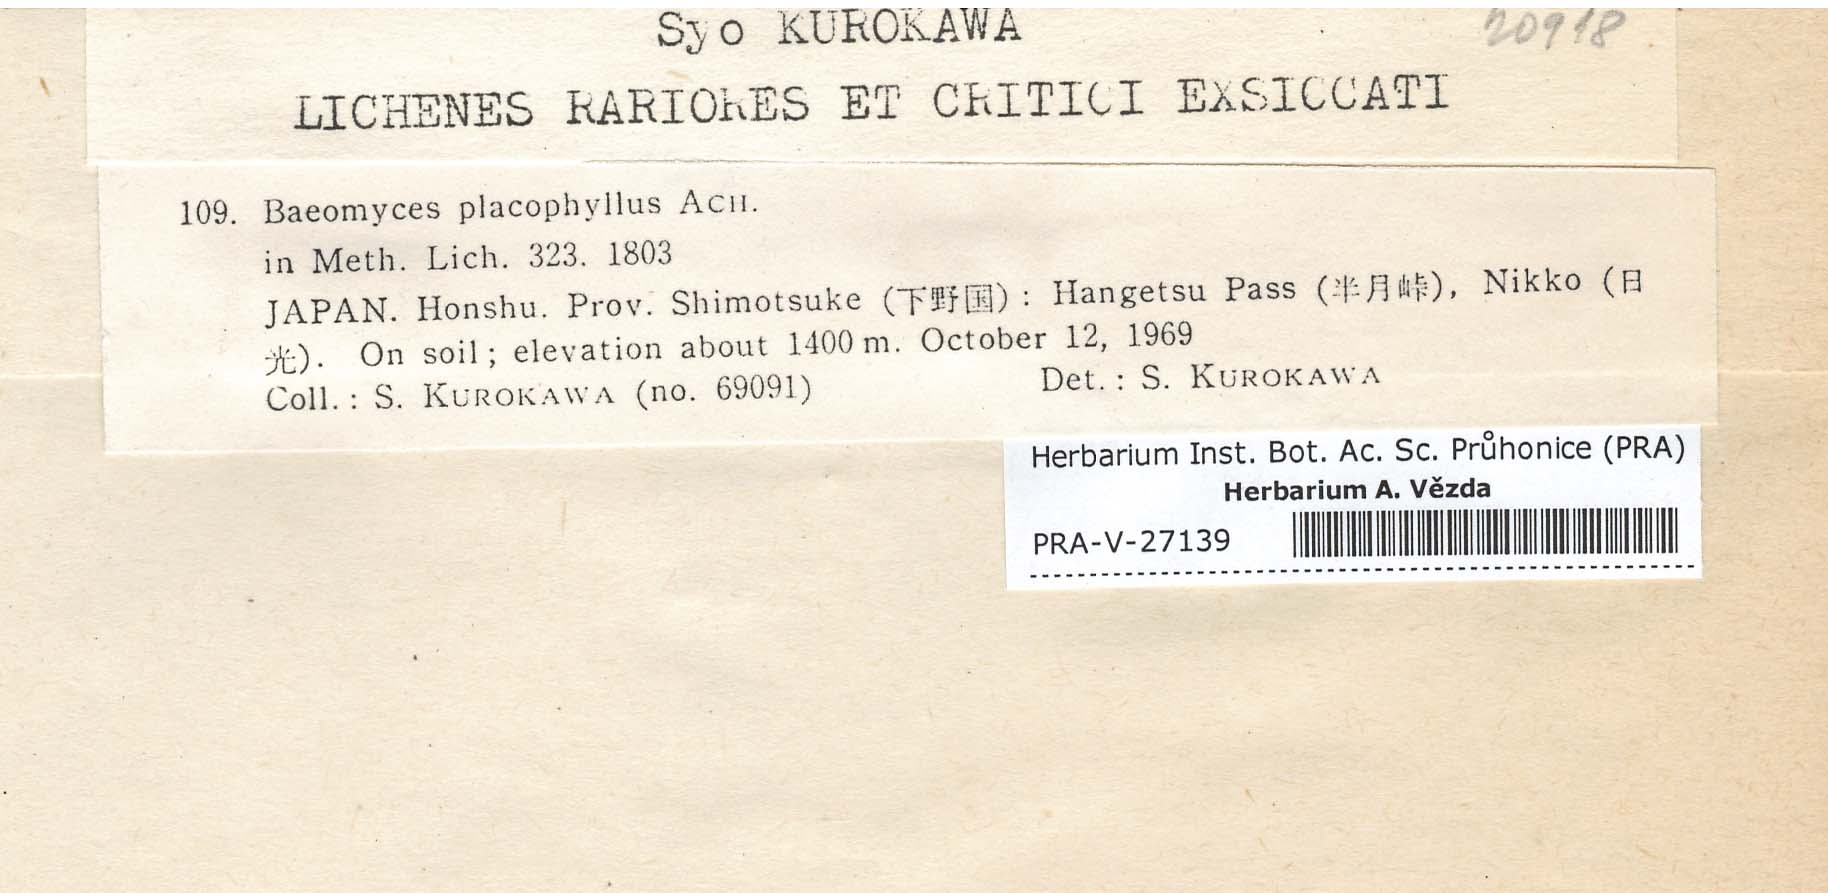 20918
Syo KUROKAWA
LICHENES RARIORES ET CRITICI EXSICCATI
109. Baeomyces placophyllus ACH.
in Meth. Lich. 323. 1803
JAPAN. Honshu. Prov. Shimotsuke (下野国) : Hangetsu Pass (半月峠), Nikko (日
光). On soil ; elevation about 1400 m. October 12, 1969
Coll. : S. KUROKAWA (no. 69091) Det. : S. KUROKAWA
Herbarium Inst. Bot. Ac. Sc. Průhonice (PRA)
Herbarium A. Vězda
PRA-V-27139